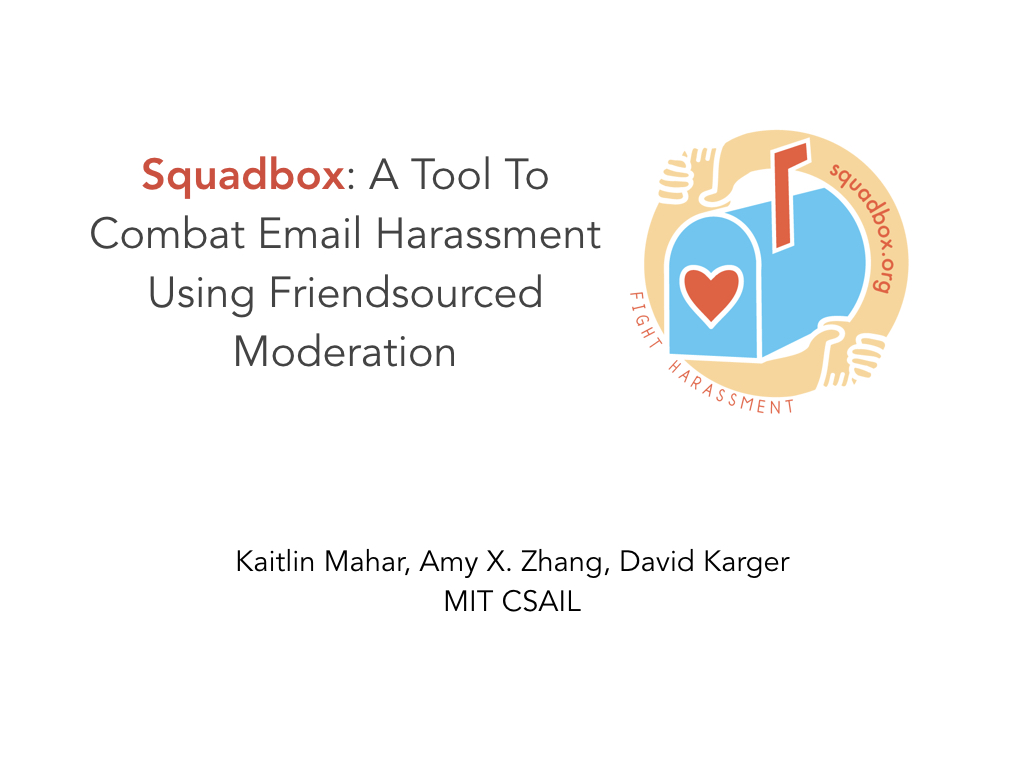 Squadbox: A Tool To
Combat Email Harassment
Using Friendsourced
Moderation
squadbox.org
FIGHT HARASSMENT
Kaitlin Mahar, Amy X. Zhang, David Karger
MIT CSAIL